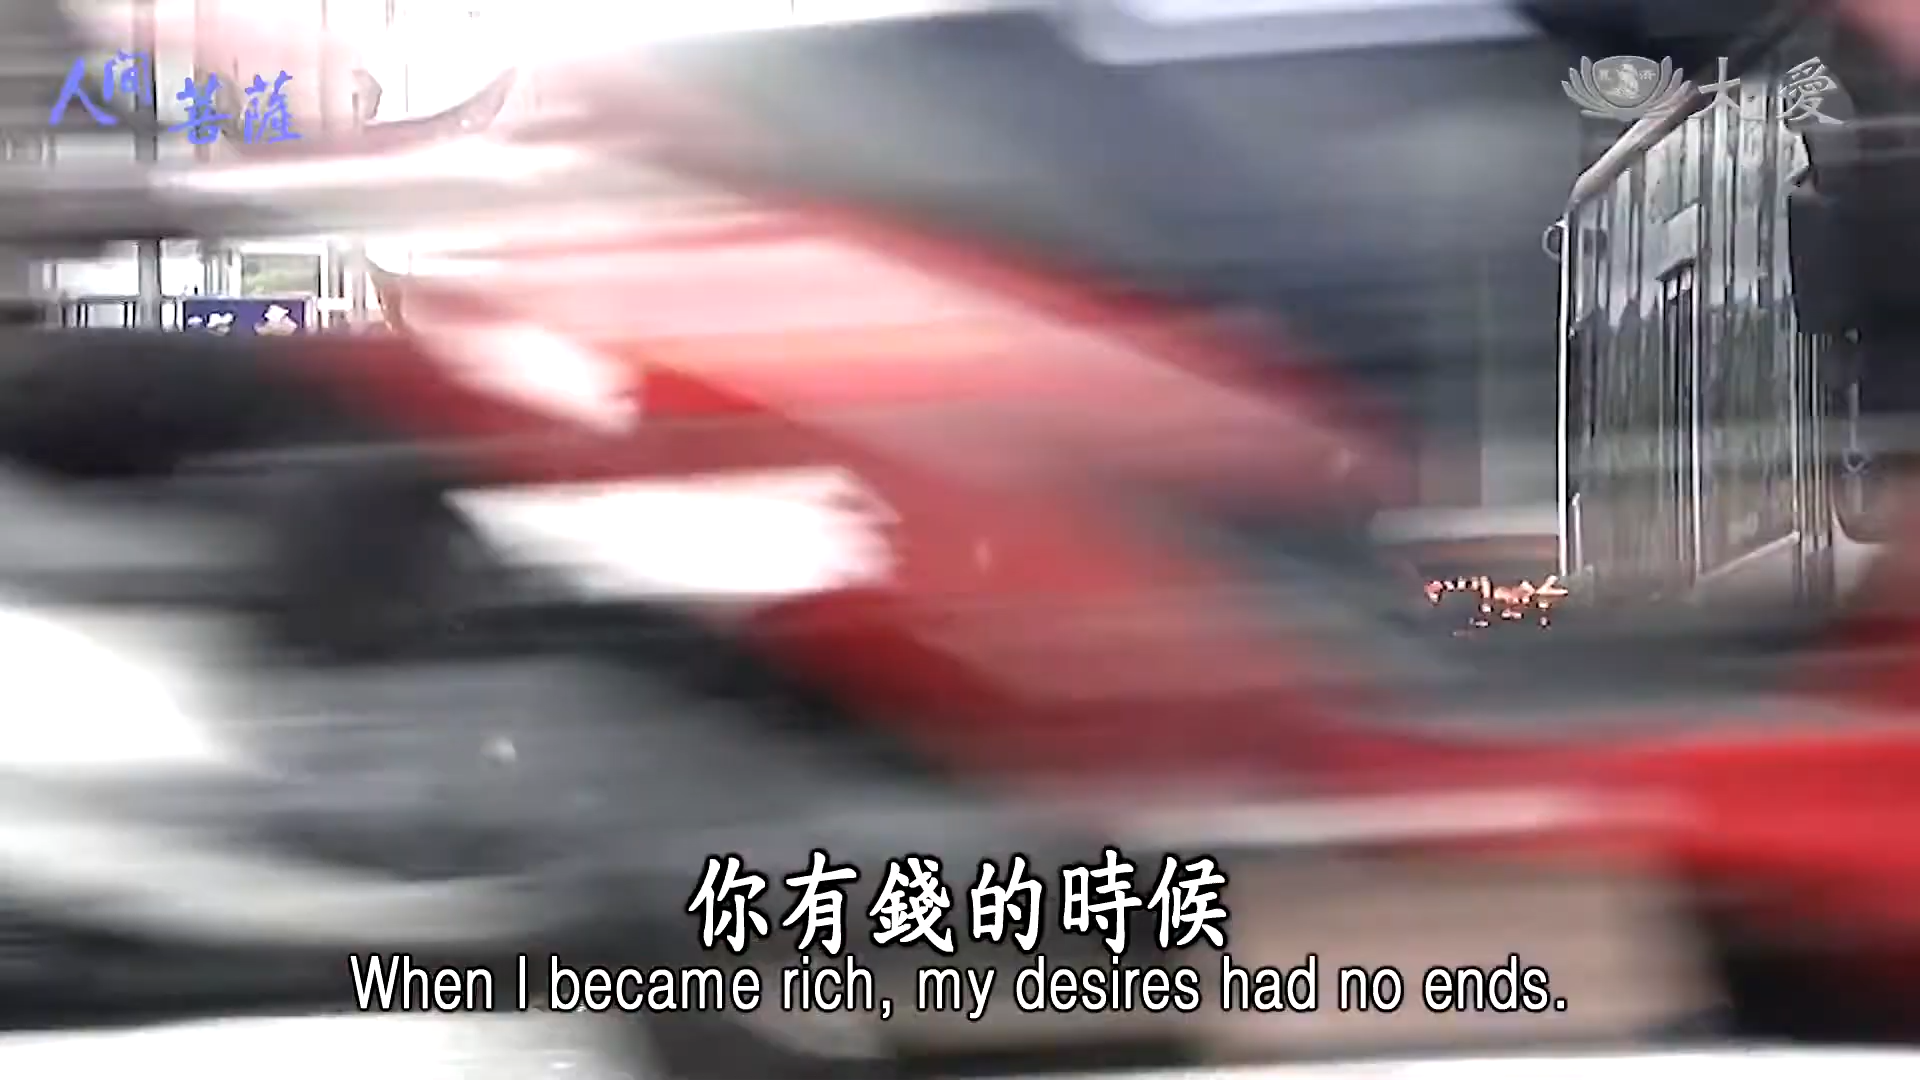 人間菩薩
大愛
你有錢的時候
When I became rich, my desires had no ends.